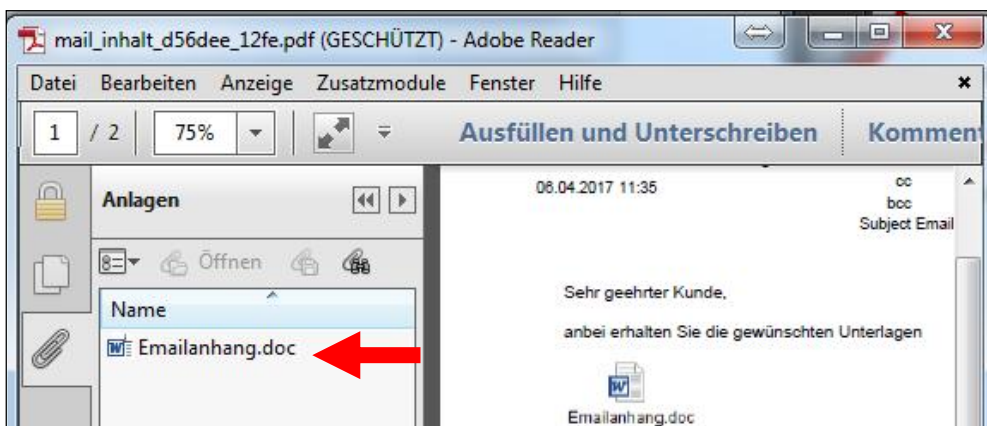 mail_inhalt_d56dee_12fe.pdf (GESCHÜTZT) - Adobe Reader
Datei Bearbeiten Anzeige Zusatzmodule Fenster Hilfe
1 / 2 75% Ausfüllen und Unterschreiben Kommen
Anlagen
Öffnen
Name
Emailanhang.doc
06.04.2017 11:35
cc
bcc
Subject Email
Sehr geehrter Kunde,
anbei erhalten Sie die gewünschten Unterlagen
Emailanhang.doc